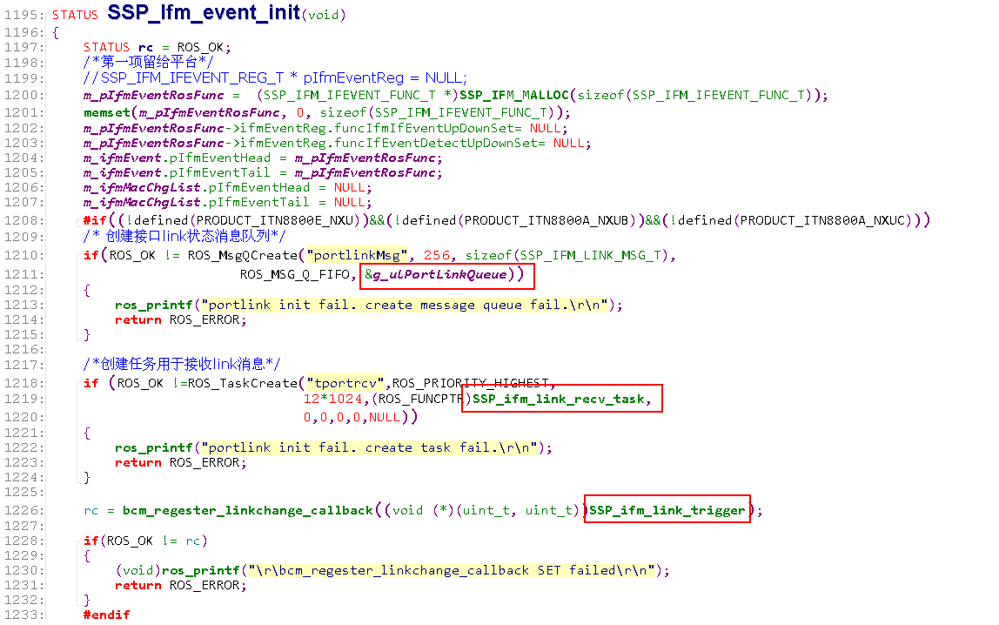 1195: STATUS SSP_Ifm_event_init(void)
1196: {
1197: STATUS rc = ROS_OK;
1198: /*第一项留给平台*/
1199: //SSP_IFM_IFEVENT_REG_T * pIfmEventReg = NULL;
1200: m_pIfmEventRosFunc = (SSP_IFM_IFEVENT_FUNC_T *)SSP_IFM_MALLOC(sizeof(SSP_IFM_IFEVENT_FUNC_T));
1201: memset(m_pIfmEventRosFunc, 0, sizeof(SSP_IFM_IFEVENT_FUNC_T));
1202: m_pIfmEventRosFunc->ifmEventReg.funcIfmIfEventUpDownSet= NULL;
1203: m_pIfmEventRosFunc->ifmEventReg.funcIfEventDetectUpDownSet= NULL;
1204: m_ifmEvent.pIfmEventHead = m_pIfmEventRosFunc;
1205: m_ifmEvent.pIfmEventTail = m_pIfmEventRosFunc;
1206: m_ifmMacChgList.pIfmEventHead = NULL;
1207: m_ifmMacChgList.pIfmEventTail = NULL;
1208: #if((!defined(PRODUCT_ITN8800E_NXU))&&(!defined(PRODUCT_ITN8800A_NXUB))&&(!defined(PRODUCT_ITN8800A_NXUC)))
1209: /* 创建接口link状态消息队列*/
1210: if(ROS_OK != ROS_MsgQCreate("portlinkMsg", 256, sizeof(SSP_IFM_LINK_MSG_T),
1211: ROS_MSG_Q_FIFO, &g_ulPortLinkQueue))
1212: {
1213: ros_printf("portlink init fail. create message queue fail.\r\n");
1214: return ROS_ERROR;
1215: }
1216:
1217: /*创建任务用于接收link消息*/
1218: if (ROS_OK !=ROS_TaskCreate("tportrcv",ROS_PRIORITY_HIGHEST,
1219: 12*1024,(ROS_FUNCPTR)SSP_ifm_link_recv_task,
1220: 0,0,0,0,NULL))
1221: {
1222: ros_printf("portlink init fail. create task fail.\r\n");
1223: return ROS_ERROR;
1224: }
1225:
1226: rc = bcm_regester_linkchange_callback((void (*)(uint_t, uint_t))SSP_ifm_link_trigger);
1227:
1228: if(ROS_OK != rc)
1229: {
1230: (void)ros_printf("\r\bcm_regester_linkchange_callback SET failed\r\n");
1231: return ROS_ERROR;
1232: }
1233: #endif